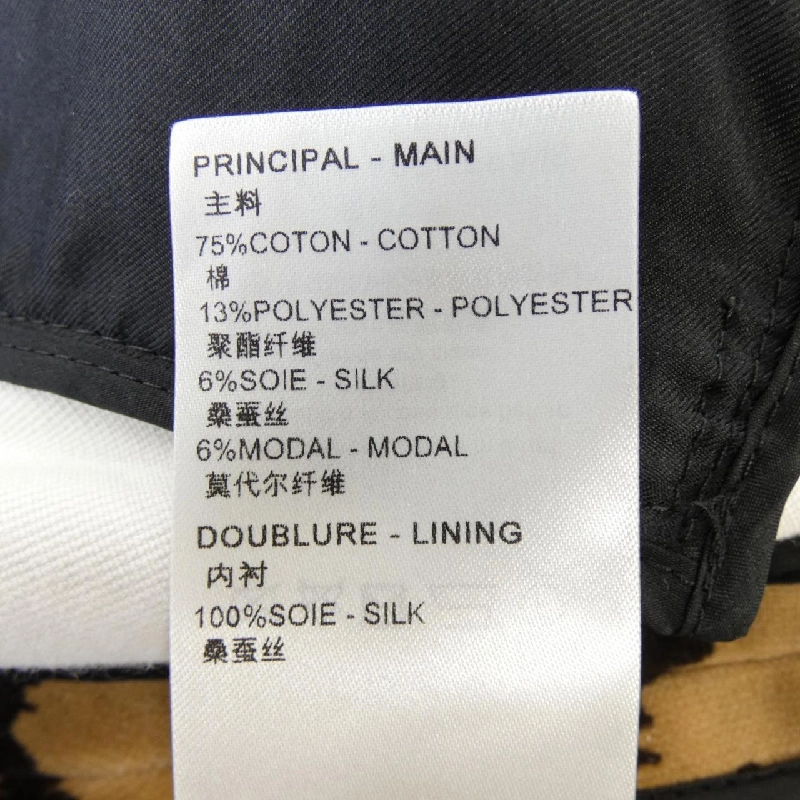 PRINCIPAL - MAIN
主料
75%COTON - COTTON
棉
13%POLYESTER - POLYESTER
聚酯纤维
6%SOIE - SILK
桑蚕丝
6%MODAL - MODAL
莫代尔纤维
DOUBLURE - LINING
内衬
100%SOIE - SILK
桑蚕丝